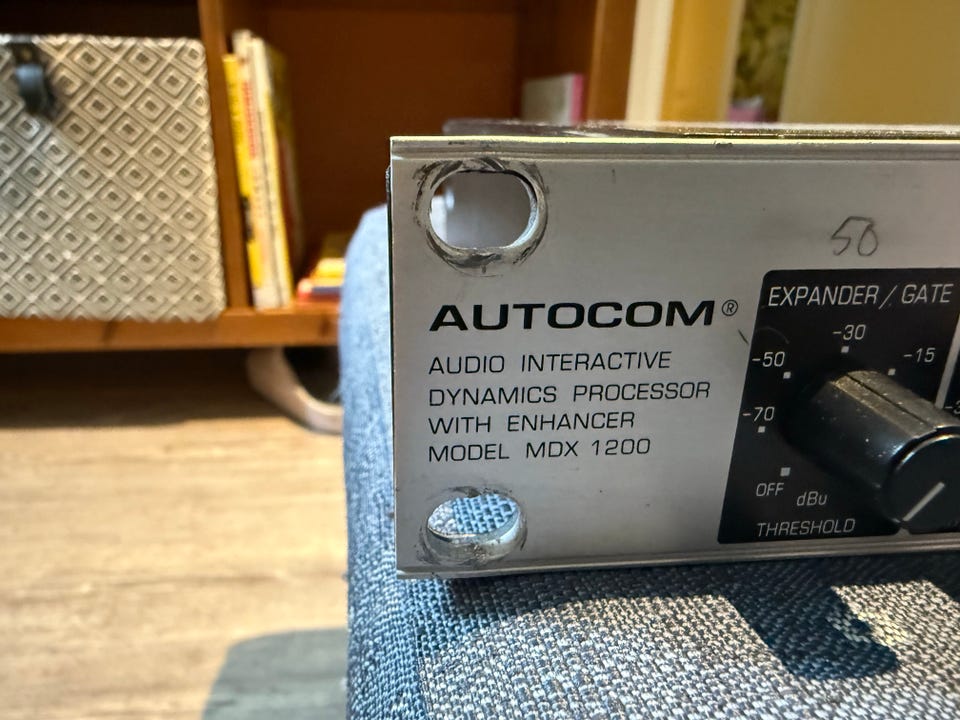 50
AUTOCOM®
AUDIO INTERACTIVE
DYNAMICS PROCESSOR
WITH ENHANCER
MODEL MDX 1200
EXPANDER / GATE
-30
-50
-15
-70
OFF
dBu
THRESHOLD